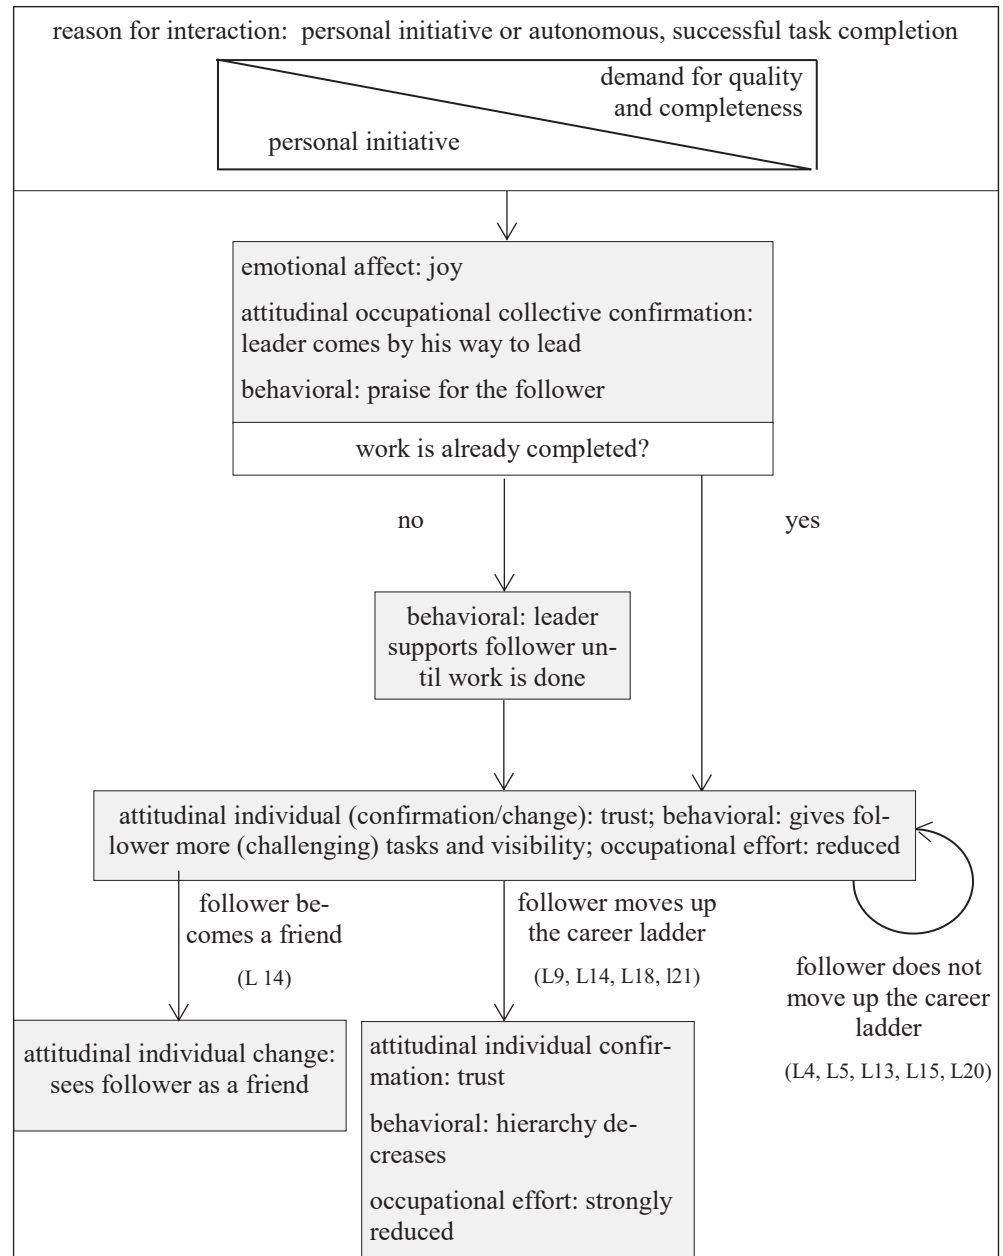 reason for interaction:  personal initiative or autonomous, successful task completion
demand for quality
and completeness
personal initiative
emotional affect: joy
attitudinal occupational collective confirmation:
leader comes by his way to lead
behavioral: praise for the follower
work is already completed?
no
yes
behavioral: leader
supports follower un-
til work is done
attitudinal individual (confirmation/change): trust; behavioral: gives fol-
lower more (challenging) tasks and visibility; occupational effort: reduced
follower be-
comes a friend
(L 14)
follower moves up
the career ladder
(L9, L14, L18, l21)
follower does not
move up the career
ladder
(L4, L5, L13, L15, L20)
attitudinal individual change:
sees follower as a friend
attitudinal individual confir-
mation: trust
behavioral: hierarchy de-
creases
occupational effort: strongly
reduced